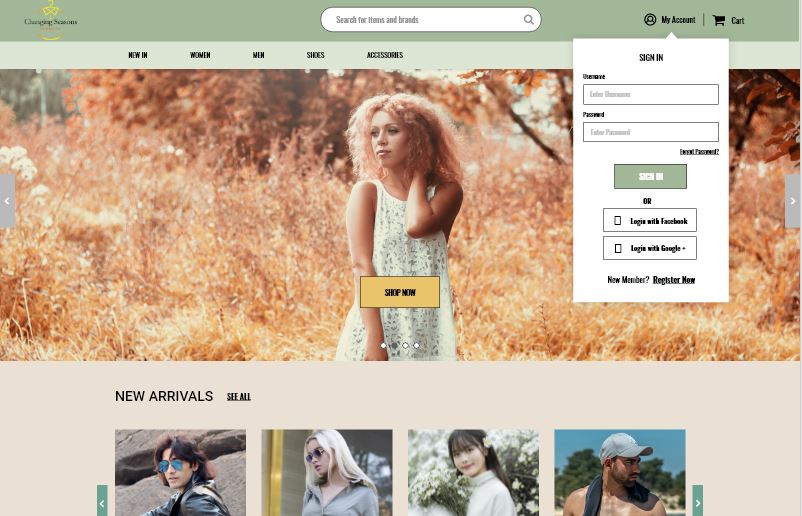 Changing Seasons
Search for items and brands
My Account
Cart
NEW IN
WOMEN
MEN
SHOES
ACCESSORIES
SIGN IN
Username
Enter Username
Password
Enter Password
Forgot Password?
SIGN IN
OR
Login with Facebook
Login with Google +
New Member? Register Now
SHOP NOW
NEW ARRIVALS SEE ALL